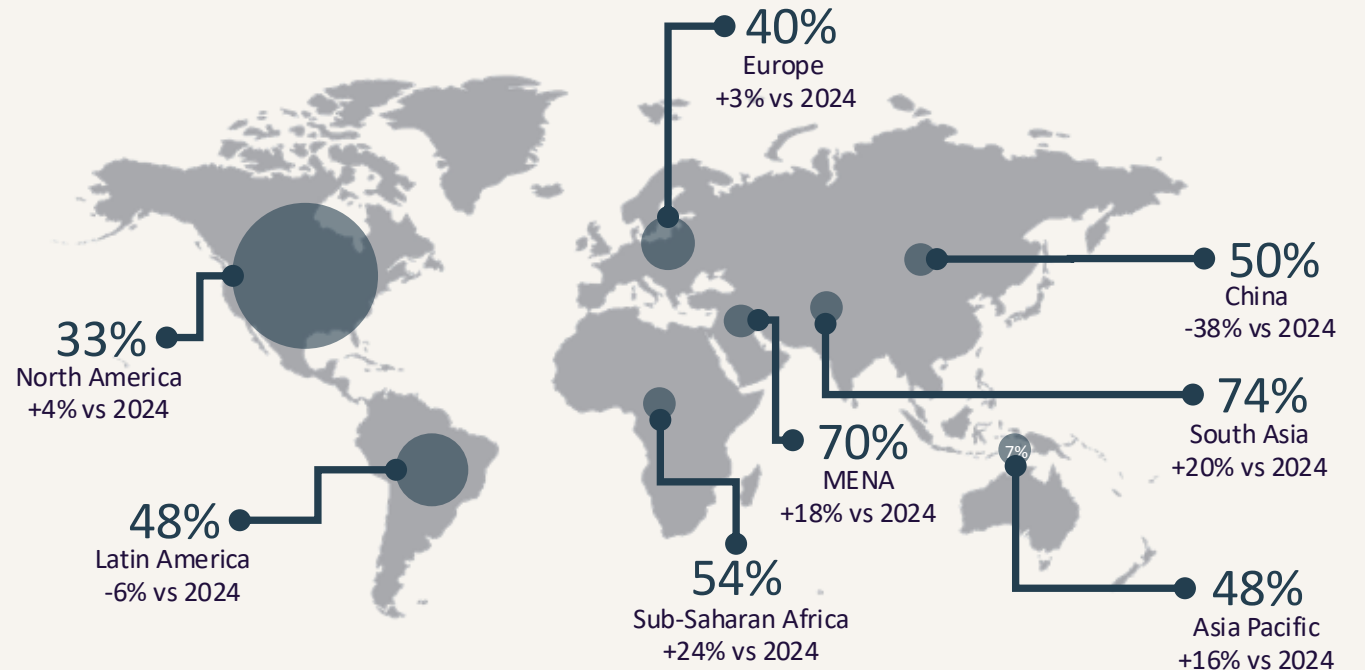 40%
Europe
+3% vs 2024
50%
China
-38% vs 2024
33%
North America
+4% vs 2024
74%
South Asia
+20% vs 2024
70%
MENA
+18% vs 2024
7%
48%
Latin America
-6% vs 2024
54%
Sub-Saharan Africa
+24% vs 2024
48%
Asia Pacific
+16% vs 2024